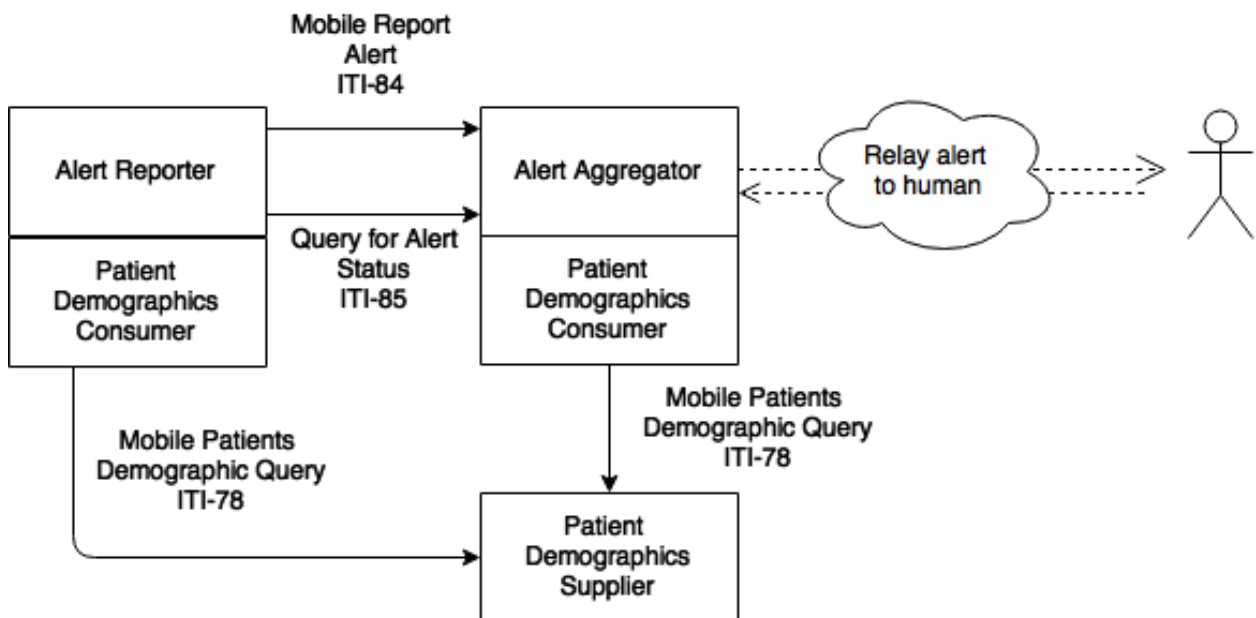 Mobile Report
Alert
ITI-84
Alert Reporter
Alert Aggregator
Relay alert
to human
Query for Alert
Status
ITI-85
Patient
Demographics
Consumer
Patient
Demographics
Consumer
Mobile Patients
Demographic Query
ITI-78
Mobile Patients
Demographic Query
ITI-78
Patient
Demographics
Supplier